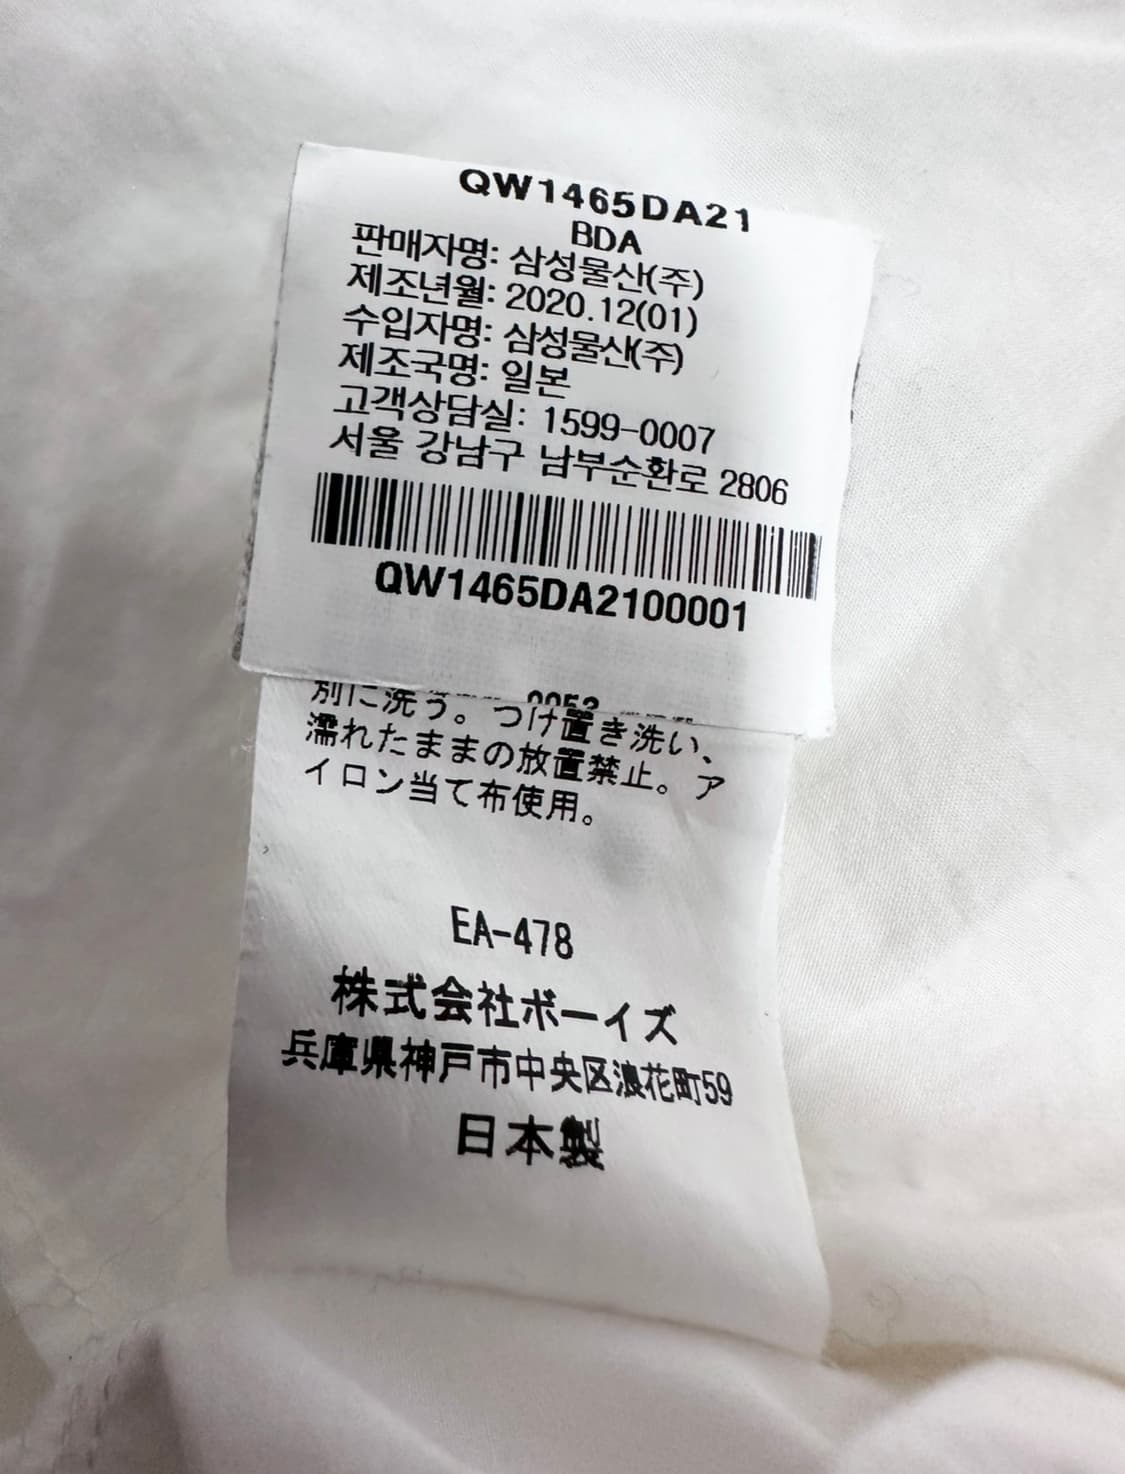 QW1465DA21
BDA
판매자명: 삼성물산(주)
제조년월: 2020.12(01)
수입자명: 삼성물산(주)
제조국명: 일본
고객상담실: 1599-0007
서울 강남구 남부순환로 2806
QW1465DA2100001
別に洗う。つけ置き洗い、
濡れたままの放置禁止。ア
イロン当て布使用。
EA-478
株式会社ボーイズ
兵庫県神戸市中央区浪花町59
日本製